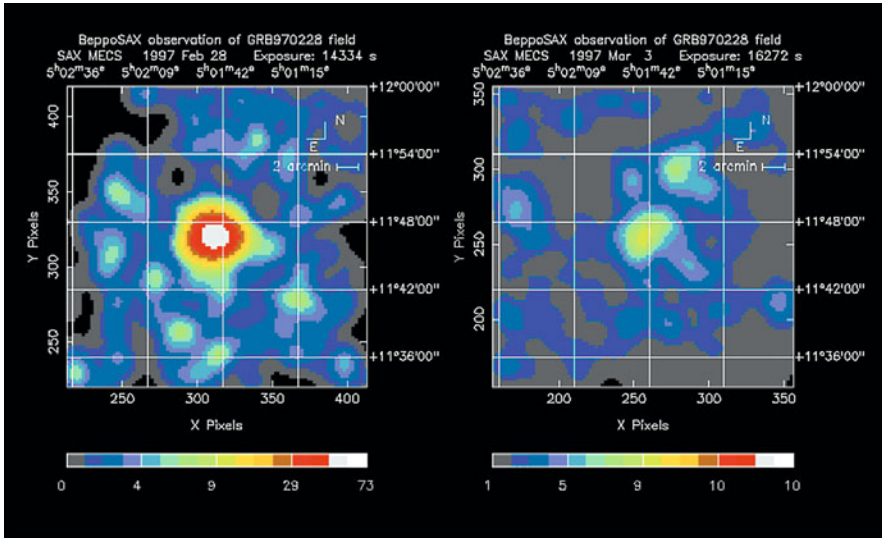 BeppoSAX observation of GRB970228 field
SAX MECS 1997 Feb 28 Exposure: 14334 s
5h02m36s 5h02m09s 5h01m42s 5h01m15s
+12°00'00"
400
N
E
+11°54'00"
2 arcmin
350
+11°48'00"
Y Pixels
300
+11°42'00"
250
+11°36'00"
250 300 350 400
X Pixels
0 4 9 29 73
BeppoSAX observation of GRB970228 field
SAX MECS 1997 Mar 3 Exposure: 16272 s
5h02m36s 5h02m09s 5h01m42s 5h01m15s
350
+12°00'00"
N
E
+11°54'00"
300
2 arcmin
+11°48'00"
Y Pixels
250
+11°42'00"
200
+11°36'00"
200 250 300 350
X Pixels
1 5 9 10 10